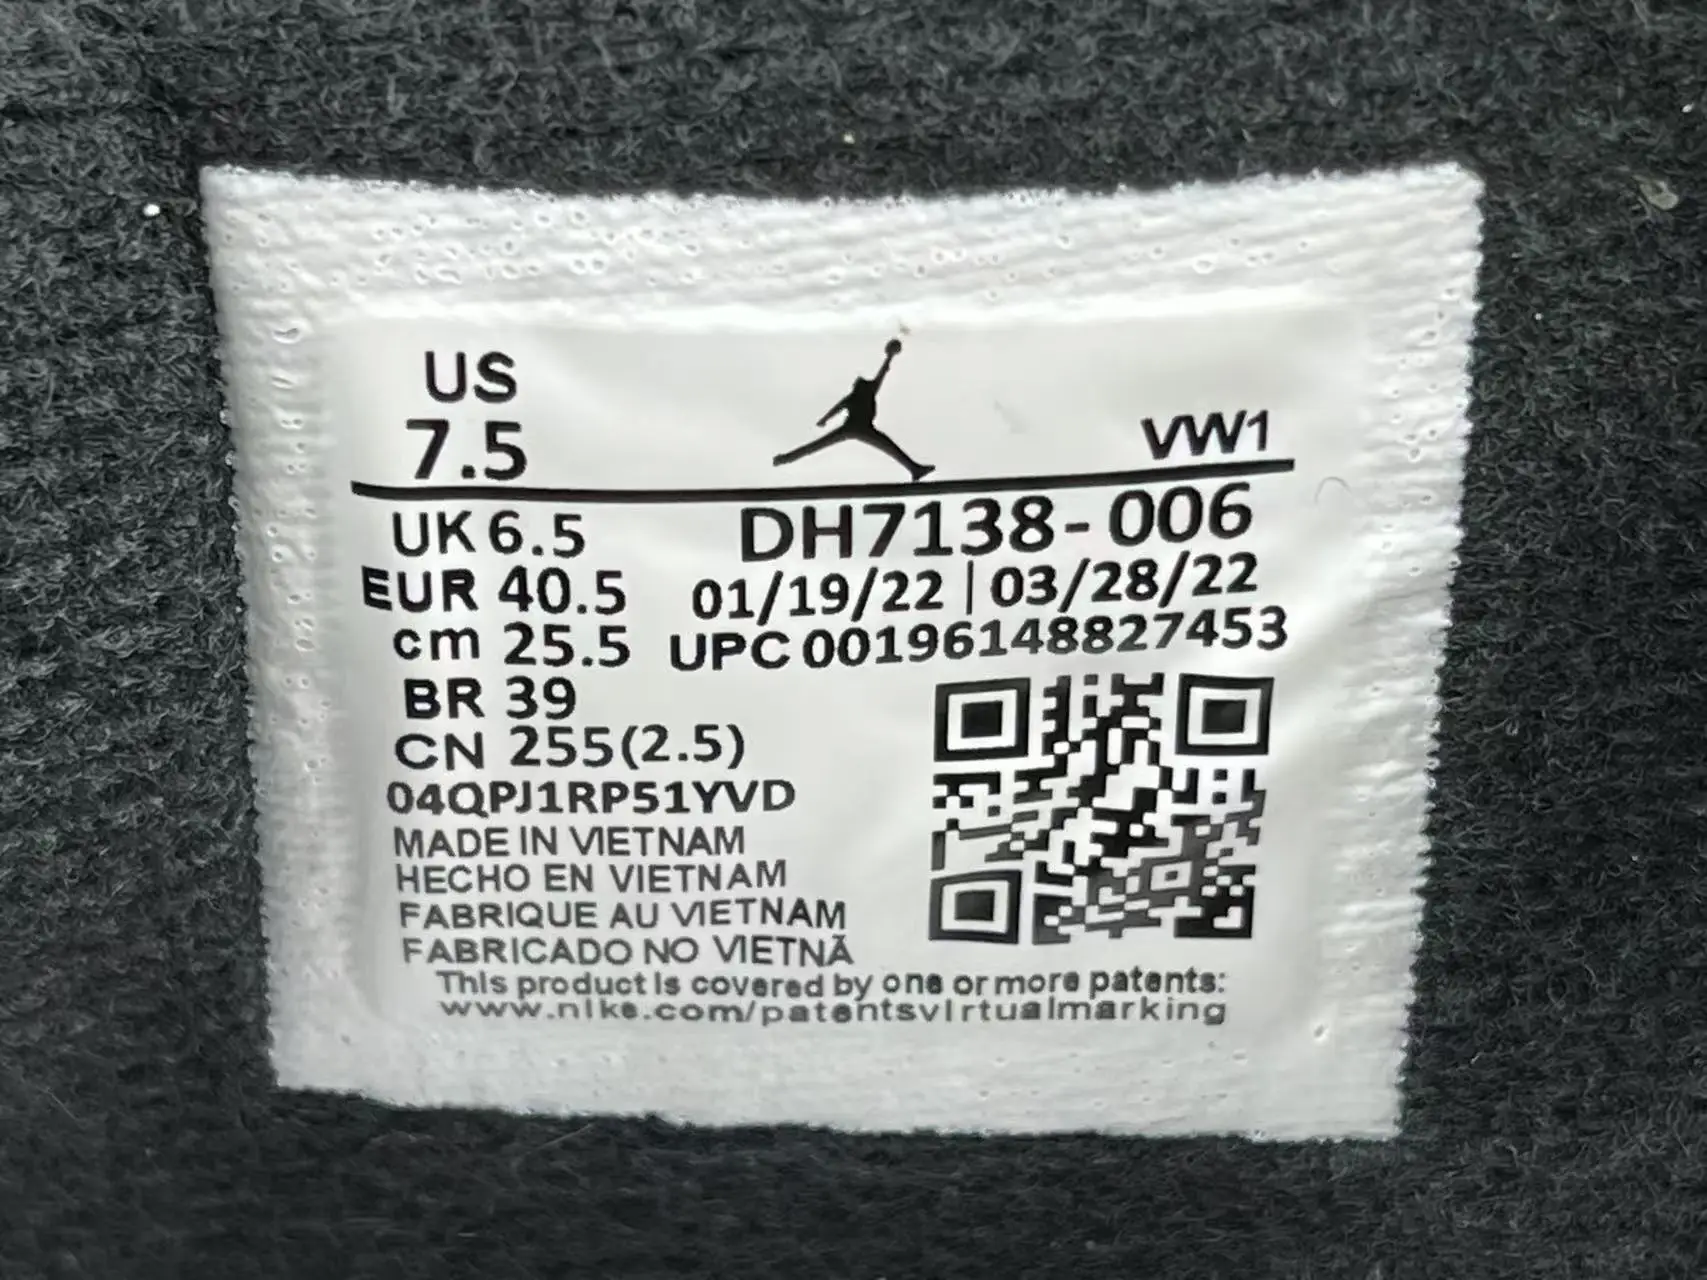 US
7.5
VW1
UK 6.5
DH7138-006
EUR 40.5
01/19/22 | 03/28/22
cm 25.5
UPC 00196148827453
BR 39
CN 255(2.5)
04QPJ1RP51YVD
MADE IN VIETNAM
HECHO EN VIETNAM
FABRIQUE AU VIETNAM
FABRICADO NO VIETNÃ
This product is covered by one or more patents:
www.nike.com/patentsvirtualmarking